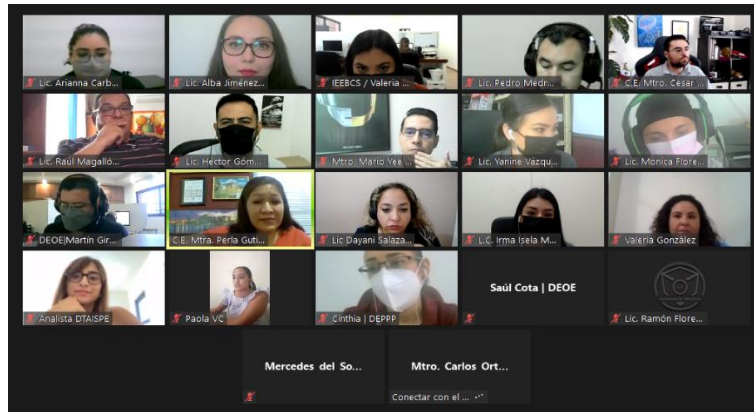 Lic. Arianna Carb...
Lic. Alba Jiménez...
IEEBCS / Valeria ...
Lic. Pedro Medr...
C.E. Mtro. César ...
Lic. Raúl Magalló...
Lic. Hector Góm...
Mtro. Mario Yee ...
Lic. Yanine Vázqu...
Lic. Monica Flore...
DEOE|Martín Gir...
C.E. Mtra. Perla Guti...
Lic Dayani Salaza...
L.C. Irma Isela M...
Valeria González
Analista DTAISPE
Paola VC
Cinthia | DEPPP
Saúl Cota | DEOE
Lic. Ramón Flore...
Mercedes del So...
Mtro. Carlos Ort...
Conectar con el ...